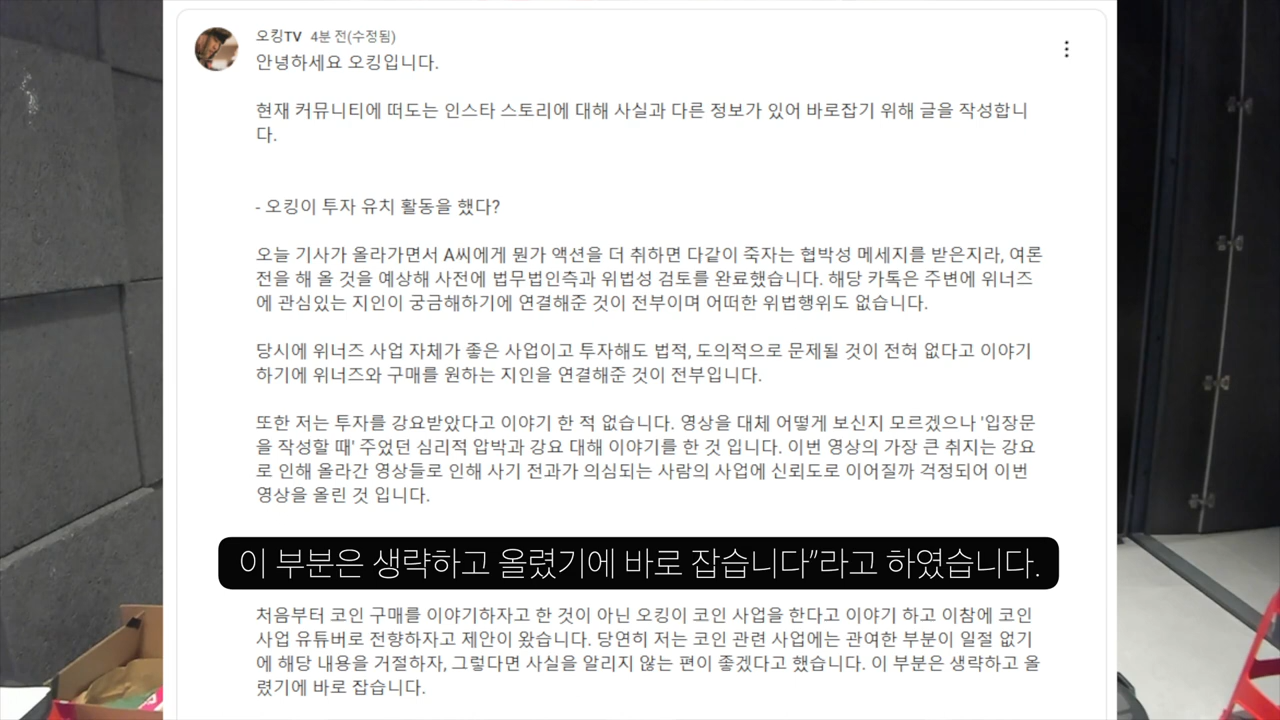 오킹TV 4분 전(수정됨)
안녕하세요 오킹입니다.
현재 커뮤니티에 떠도는 인스타 스토리에 대해 사실과 다른 정보가 있어 바로잡기 위해 글을 작성합니
다.
- 오킹이 투자 유치 활동을 했다?
오늘 기사가 올라가면서 A씨에게 뭔가 액션을 더 취하면 다같이 죽자는 협박성 메세지를 받은지라, 여론
전을 해 올 것을 예상해 사전에 법무법인측과 위법성 검토를 완료했습니다. 해당 카톡은 주변에 위너즈
에 관심있는 지인이 궁금해하기에 연결해준 것이 전부이며 어떠한 위법행위도 없습니다.
당시에 위너즈 사업 자체가 좋은 사업이고 투자해도 법적, 도의적으로 문제될 것이 전혀 없다고 이야기
하기에 위너즈와 구매를 원하는 지인을 연결해준 것이 전부입니다.
또한 저는 투자를 강요받았다고 이야기 한 적 없습니다. 영상을 대체 어떻게 보신지 모르겠으나 '입장문
을 작성할 때' 주었던 심리적 압박과 강요 대해 이야기를 한 것 입니다. 이번 영상의 가장 큰 취지는 강요
로 인해 올라간 영상들로 인해 사기 전과가 의심되는 사람의 사업에 신뢰도로 이어질까 걱정되어 이번
영상을 올린 것 입니다.
이 부분은 생략하고 올렸기에 바로 잡습니다"라고 하였습니다.
처음부터 코인 구매를 이야기하자고 한 것이 아닌 오킹이 코인 사업을 한다고 이야기 하고 이참에 코인
사업 유튜버로 전향하자고 제안이 왔습니다. 당연히 저는 코인 관련 사업에는 관여한 부분이 일절 없기
에 해당 내용을 거절하자, 그렇다면 사실을 알리지 않는 편이 좋겠다고 했습니다. 이 부분은 생략하고 올
렸기에 바로 잡습니다.